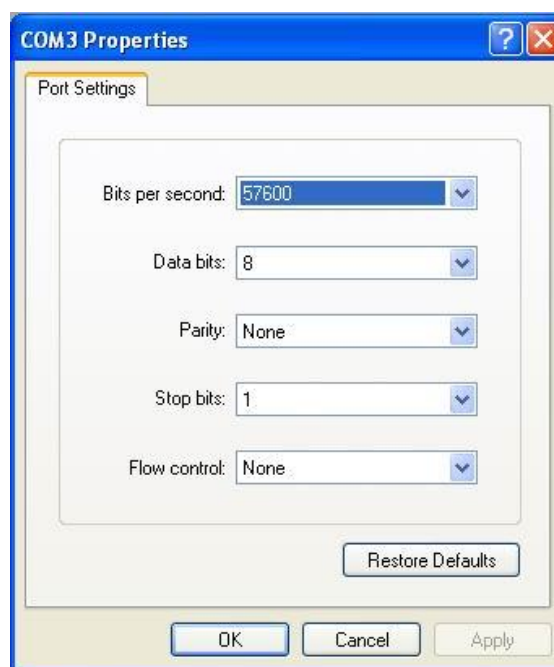 COM3 Properties
Port Settings
Bits per second: 57600
Data bits: 8
Parity: None
Stop bits: 1
Flow control: None
Restore Defaults
OK Cancel Apply